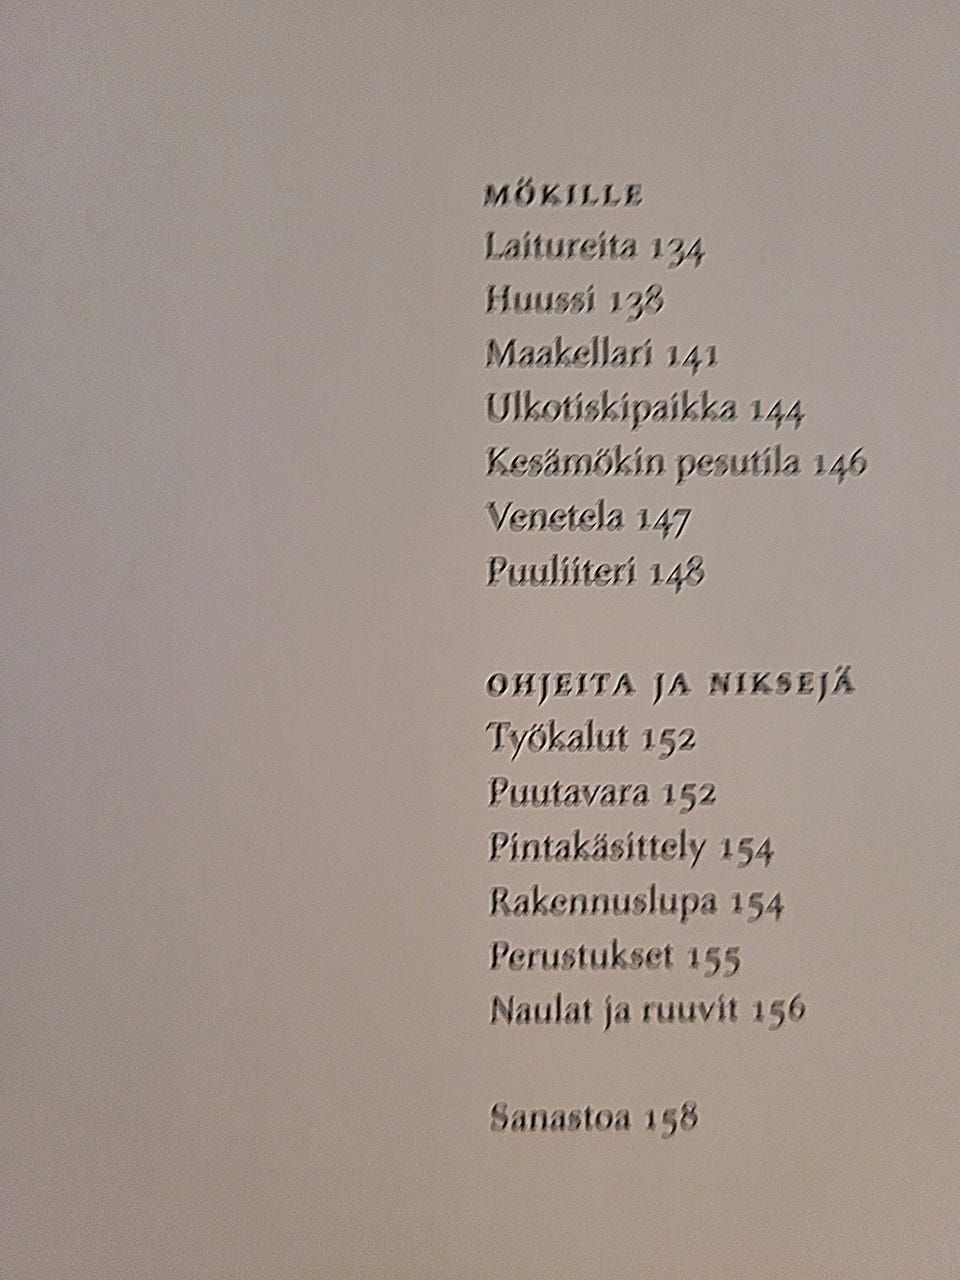 MÖKILLE
Laitureita 134
Huussi 138
Maakellari 141
Ulkotiskipaikka 144
Kesämökin pesutila 146
Venetela 147
Puuliiteri 148
OHJEITA JA NIKSEJÄ
Työkalut 152
Puutavara 152
Pintakäsittely 154
Rakennuslupa 154
Perustukset 155
Naulat ja ruuvit 156
Sanastoa 158